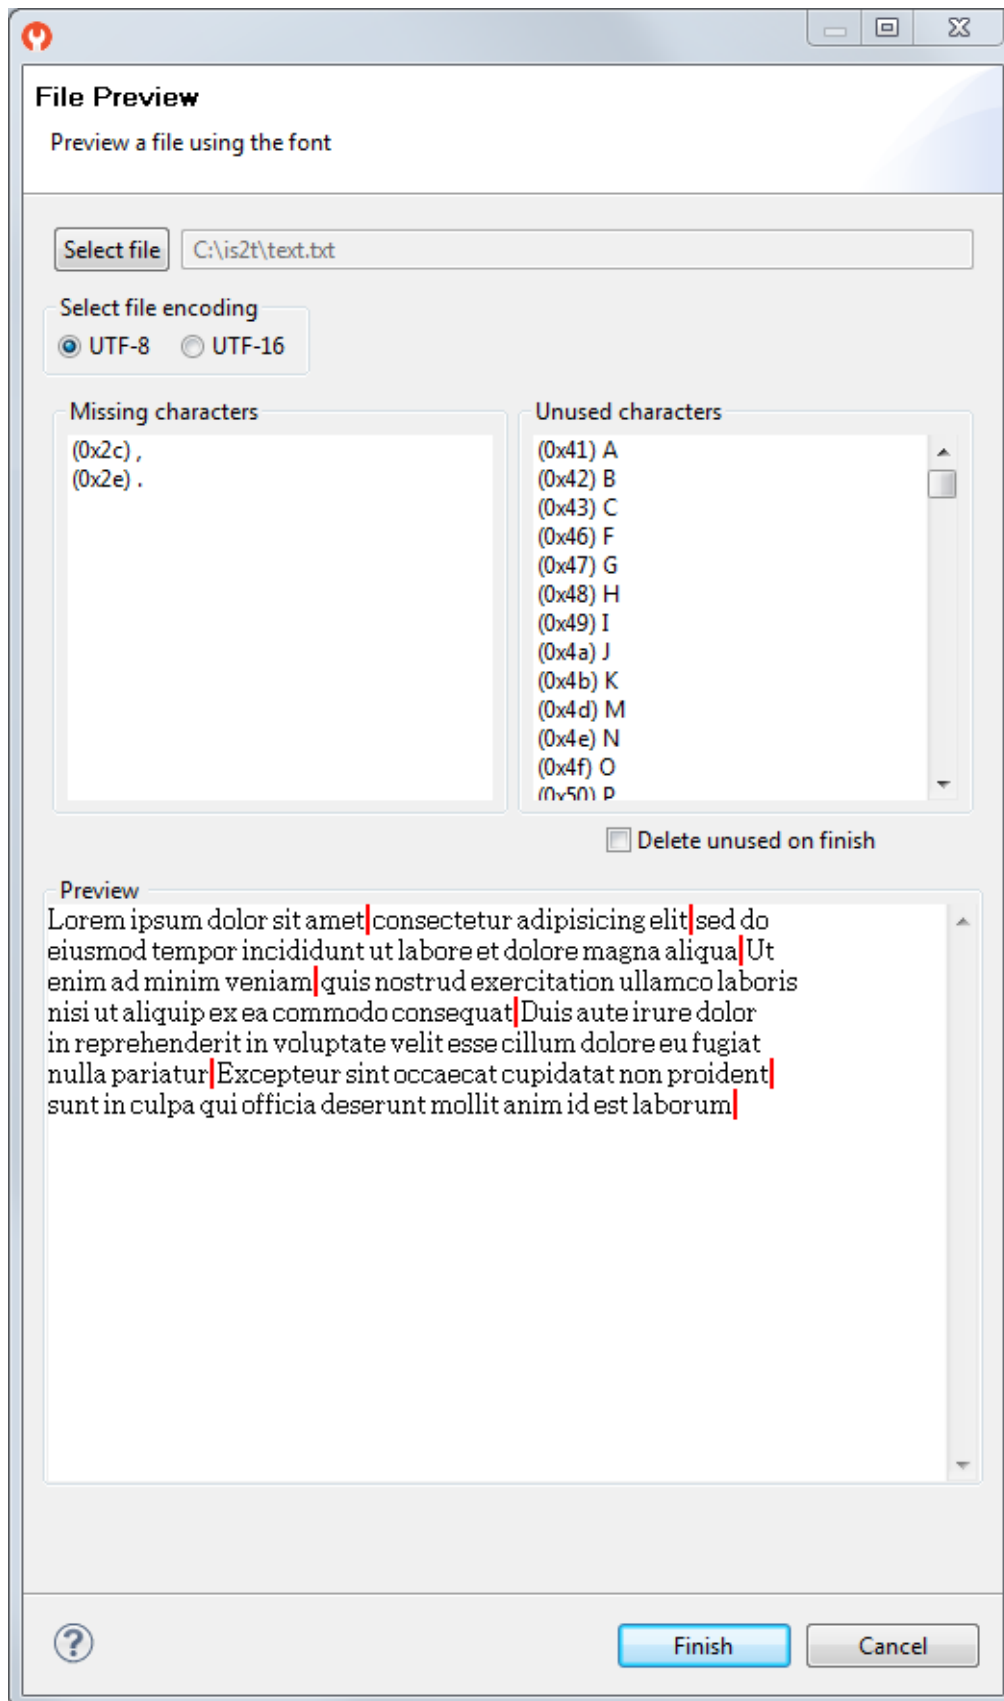 File Preview
Preview a file using the font
Select file C:\is2t\text.txt
Select file encoding
UTF-8 UTF-16
Missing characters
(0x2c) ,
(0x2e) .
Unused characters
(0x41) A
(0x42) B
(0x43) C
(0x46) F
(0x47) G
(0x48) H
(0x49) I
(0x4a) J
(0x4b) K
(0x4d) M
(0x4e) N
(0x4f) O
(0x50) P
Delete unused on finish
Preview
Lorem ipsum dolor sit amet consectetur adipisicing elit sed do
eiusmod tempor incididunt ut labore et dolore magna aliqua Ut
enim ad minim veniam quis nostrud exercitation ullamco laboris
nisi ut aliquip ex ea commodo consequat Duis aute irure dolor
in reprehenderit in voluptate velit esse cillum dolore eu fugiat
nulla pariatur Excepteur sint occaecat cupidatat non proident
sunt in culpa qui officia deserunt mollit anim id est laborum
?
Finish Cancel